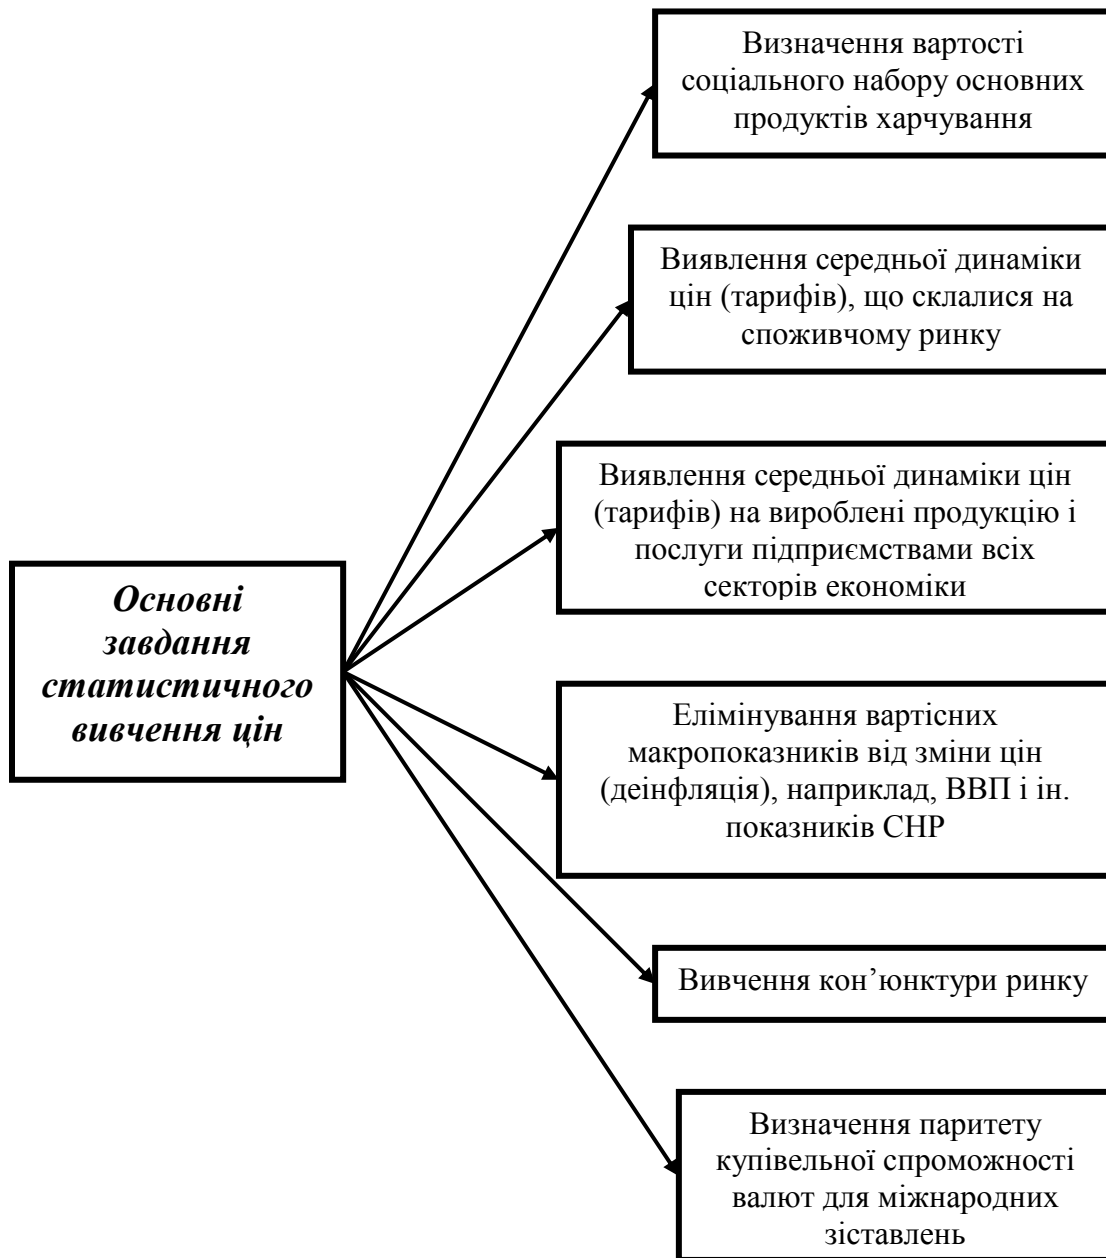 Визначення вартості
соціального набору основних
продуктів харчування
Виявлення середньої динаміки
цін (тарифів), що склалися на
споживчому ринку
Виявлення середньої динаміки цін
(тарифів) на вироблені продукцію і
послуги підприємствами всіх
секторів економіки
Основні
завдання
статистичного
вивчення цін
Елімінування вартісних
макропоказників від зміни цін
(деінфляція), наприклад, ВВП і ін.
показників СНР
Вивчення кон’юнктури ринку
Визначення паритету
купівельної спроможності
валют для міжнародних
зіставлень